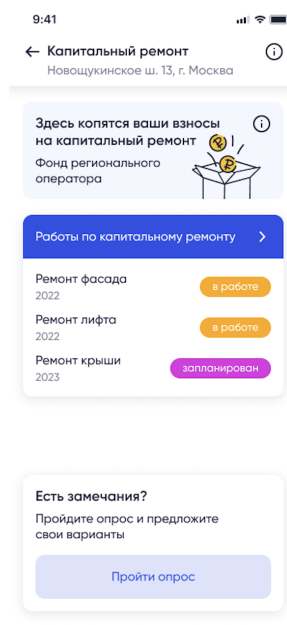 9:41
Капитальный ремонт
Новощукинское ш. 13, г. Москва
Здесь копятся ваши взносы
на капитальный ремонт
Фонд регионального
оператора
Работы по капитальному ремонту
Ремонт фасада
в работе
2022
Ремонт лифта
в работе
2022
Ремонт крыши
запланирован
2023
Есть замечания?
Пройдите опрос и предложите
свои варианты
Пройти опрос